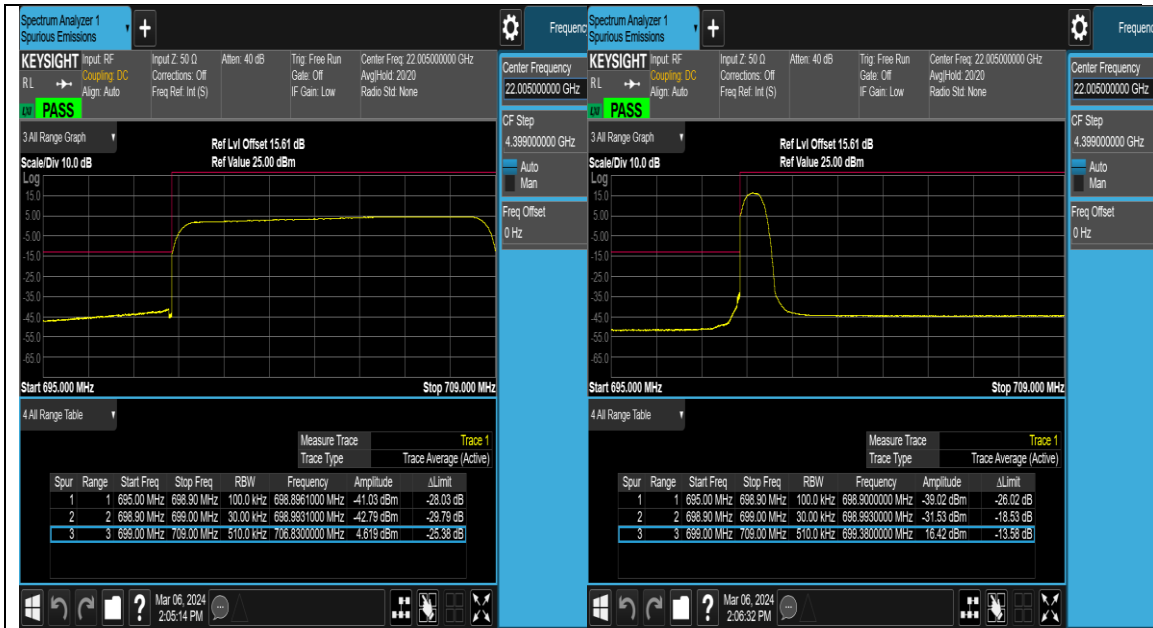 Spectrum Analyzer 1
Spurious Emissions
+
Frequenc
KEYSIGHT
Input: RF
Coupling: DC
Align: Auto
RL
Input Z: 50 Ω
Corrections: Off
Freq Ref: Int (S)
Atten: 40 dB
Trig: Free Run
Gate: Off
IF Gain: Low
Center Freq: 22.005000000 GHz
Avg|Hold: 20/20
Radio Std: None
PASS
Center Frequency
22.005000000 GHz
CF Step
4.399000000 GHz
Auto
Man
Freq Offset
0 Hz
3 All Range Graph
Ref Lvl Offset 15.61 dB
Scale/Div 10.0 dB
Ref Value 25.00 dBm
Log
15.0
5.00
-5.00
-15.0
-25.0
-35.0
-45.0
-55.0
-65.0
Start 695.000 MHz
Stop 709.000 MHz
4 All Range Table
Measure Trace Trace 1
Trace Type Trace Average (Active)
Spur Range Start Freq Stop Freq RBW Frequency Amplitude ΔLimit
1 1 695.00 MHz 698.90 MHz 100.0 kHz 698.8961000 MHz -41.03 dBm -28.03 dB
2 2 698.90 MHz 699.00 MHz 30.00 kHz 698.9931000 MHz -42.79 dBm -29.79 dB
3 3 699.00 MHz 709.00 MHz 510.0 kHz 706.8300000 MHz 4.619 dBm -25.38 dB
?
Mar 06, 2024
2:05:14 PM
Spectrum Analyzer 1
Spurious Emissions
+
Frequenc
KEYSIGHT
Input: RF
Coupling: DC
Align: Auto
RL
Input Z: 50 Ω
Corrections: Off
Freq Ref: Int (S)
Atten: 40 dB
Trig: Free Run
Gate: Off
IF Gain: Low
Center Freq: 22.005000000 GHz
Avg|Hold: 20/20
Radio Std: None
PASS
Center Frequency
22.005000000 GHz
CF Step
4.399000000 GHz
Auto
Man
Freq Offset
0 Hz
3 All Range Graph
Ref Lvl Offset 15.61 dB
Scale/Div 10.0 dB
Ref Value 25.00 dBm
Log
15.0
5.00
-5.00
-15.0
-25.0
-35.0
-45.0
-55.0
-65.0
Start 695.000 MHz
Stop 709.000 MHz
4 All Range Table
Measure Trace Trace 1
Trace Type Trace Average (Active)
Spur Range Start Freq Stop Freq RBW Frequency Amplitude ΔLimit
1 1 695.00 MHz 698.90 MHz 100.0 kHz 698.9000000 MHz -39.02 dBm -26.02 dB
2 2 698.90 MHz 699.00 MHz 30.00 kHz 698.9930000 MHz -31.53 dBm -18.53 dB
3 3 699.00 MHz 709.00 MHz 510.0 kHz 699.3800000 MHz 16.42 dBm -13.58 dB
?
Mar 06, 2024
2:06:32 PM